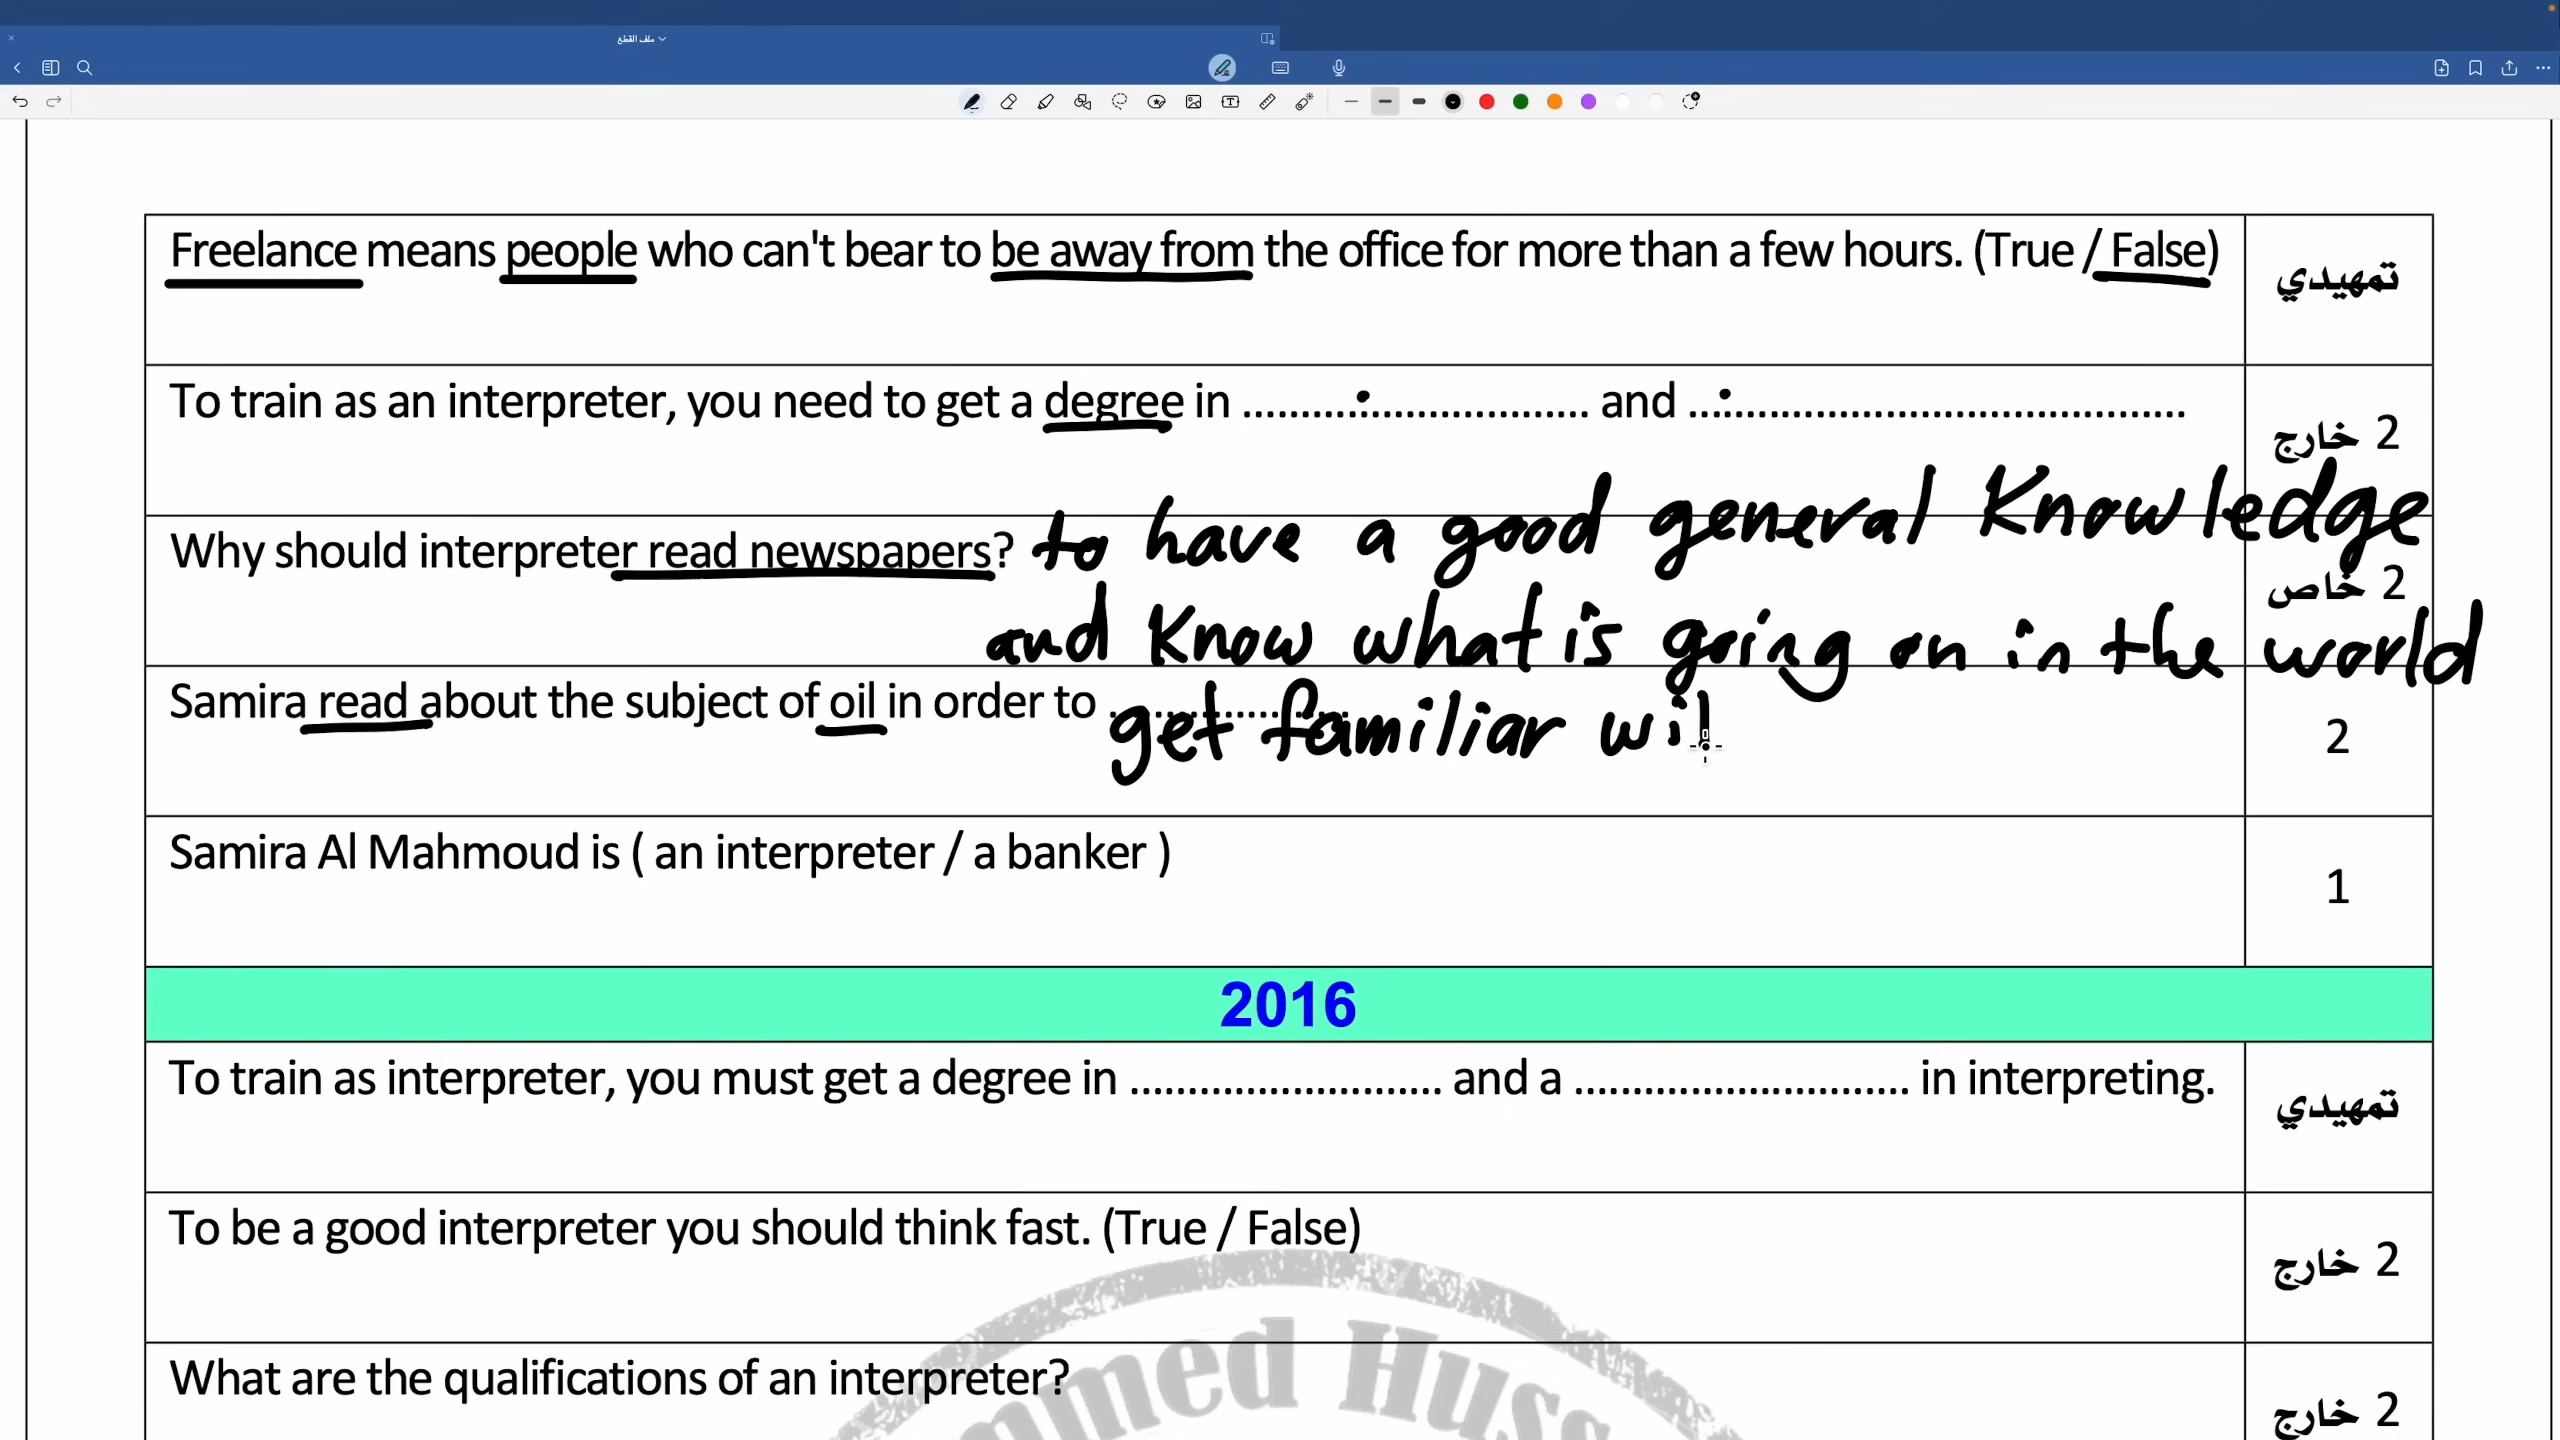 ملف القطع
Freelance means people who can't bear to be away from the office for more than a few hours. (True / False)
تمهيدي
To train as an interpreter, you need to get a degree in .................................... and ...........................................
2 خارج
Why should interpreter read newspapers? to have a good general knowledge
2 خاص
and know what is going on in the world
Samira read about the subject of oil in order to .....................
get familiar wit
2
Samira Al Mahmoud is ( an interpreter / a banker )
1
2016
To train as interpreter, you must get a degree in ........................... and a ............................. in interpreting.
تمهيدي
To be a good interpreter you should think fast. (True / False)
2 خارج
What are the qualifications of an interpreter?
2 خارج